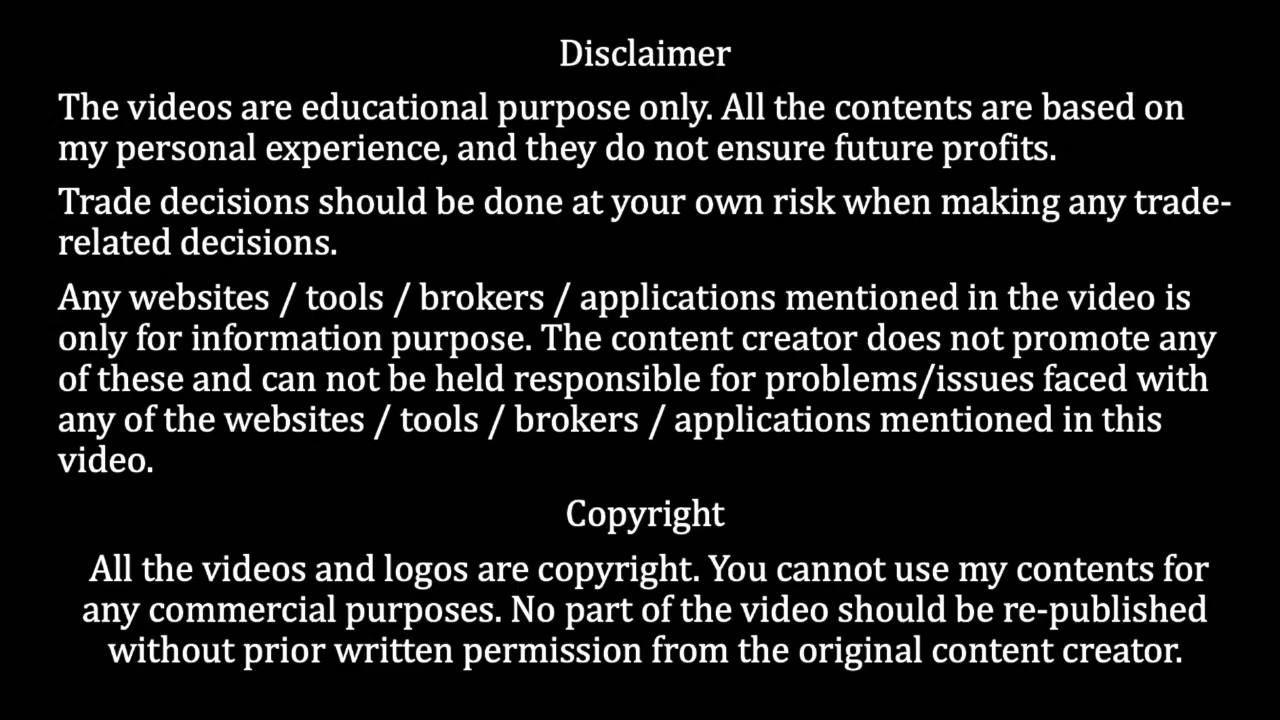 Disclaimer
The videos are educational purpose only. All the contents are based on
my personal experience, and they do not ensure future profits.
Trade decisions should be done at your own risk when making any trade-
related decisions.
Any websites / tools / brokers / applications mentioned in the video is
only for information purpose. The content creator does not promote any
of these and can not be held responsible for problems/issues faced with
any of the websites / tools / brokers / applications mentioned in this
video.
Copyright
All the videos and logos are copyright. You cannot use my contents for
any commercial purposes. No part of the video should be re-published
without prior written permission from the original content creator.